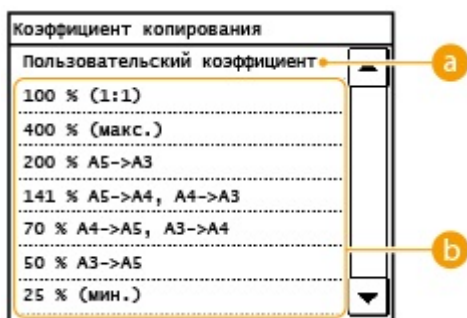 Коэффициент копирования
Пользовательский коэффициент
a
100 % (1:1)
400 % (макс.)
200 % A5->A3
141 % A5->A4, A4->A3
70 % A4->A5, A3->A4
b
50 % A3->A5
25 % (мин.)